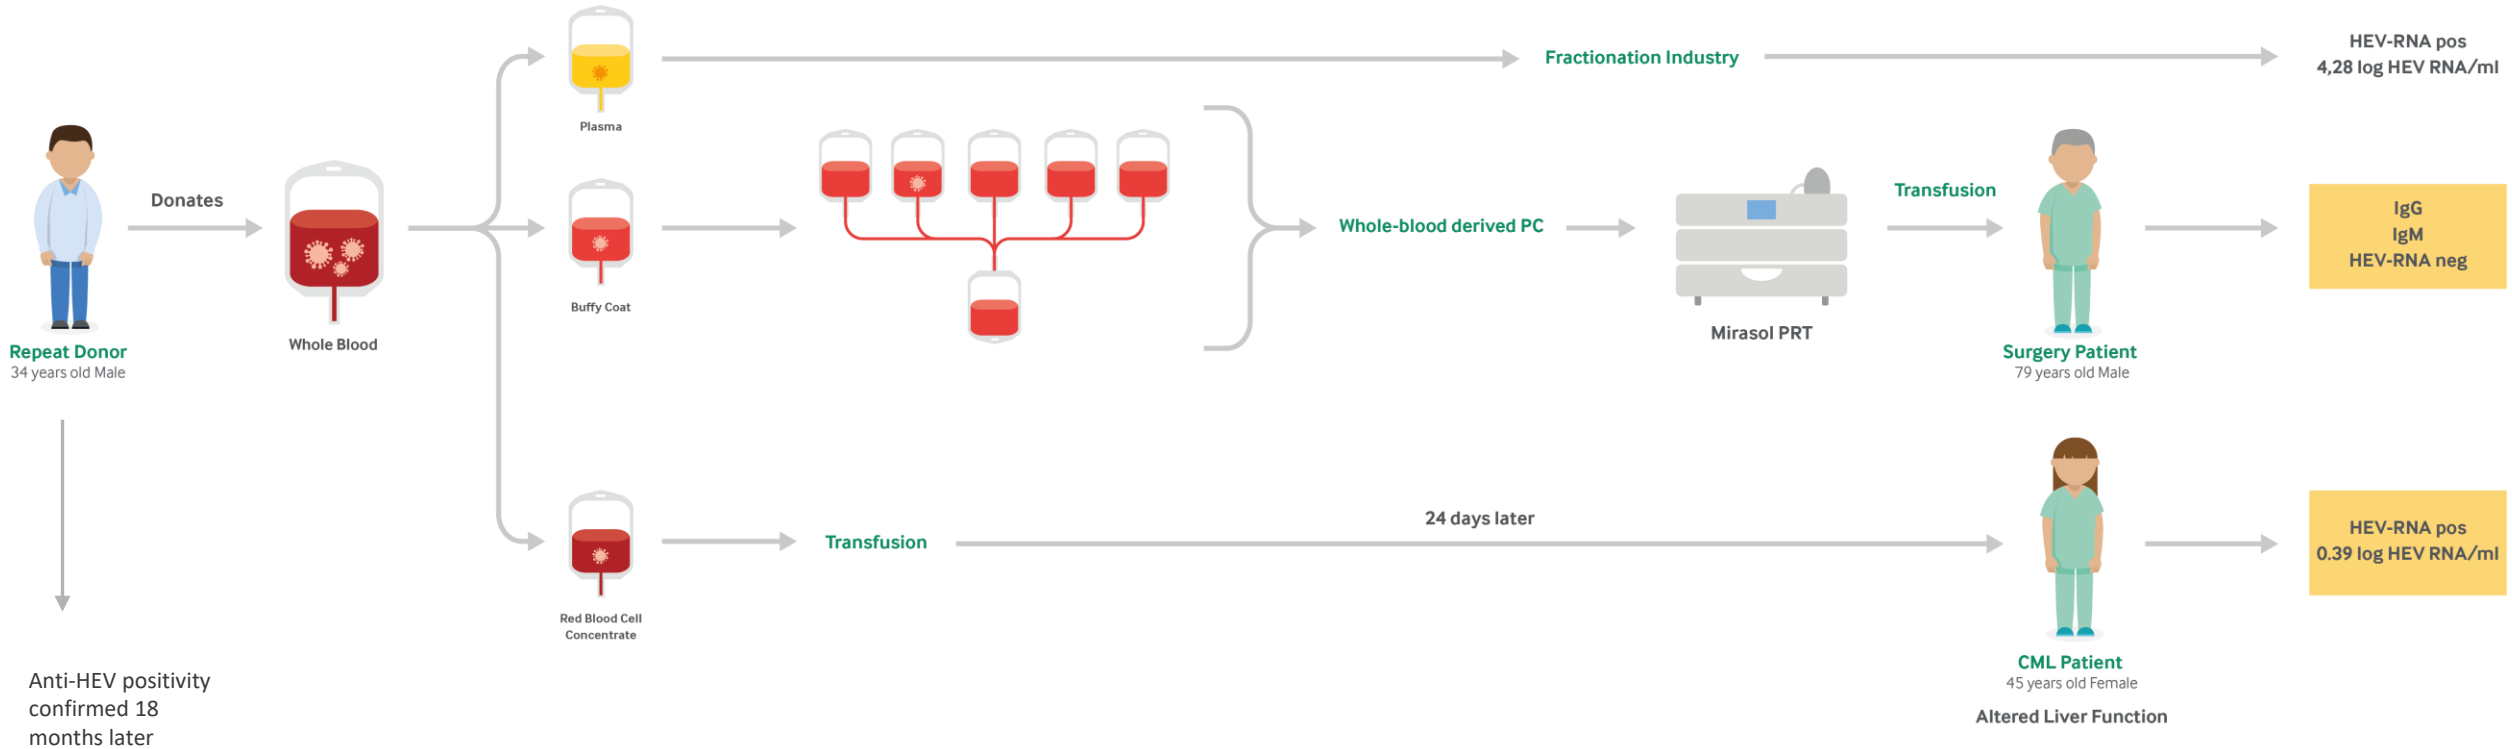 Plasma
Fractionation Industry
HEV-RNA pos
4,28 log HEV RNA/ml
Repeat Donor
34 years old Male
Donates
Whole Blood
Buffy Coat
Whole-blood derived PC
Mirasol PRT
Transfusion
Surgery Patient
79 years old Male
IgG
IgM
HEV-RNA neg
Red Blood Cell
Concentrate
Transfusion
24 days later
CML Patient
45 years old Female
Altered Liver Function
HEV-RNA pos
0.39 log HEV RNA/ml
Anti-HEV positivity
confirmed 18
months later